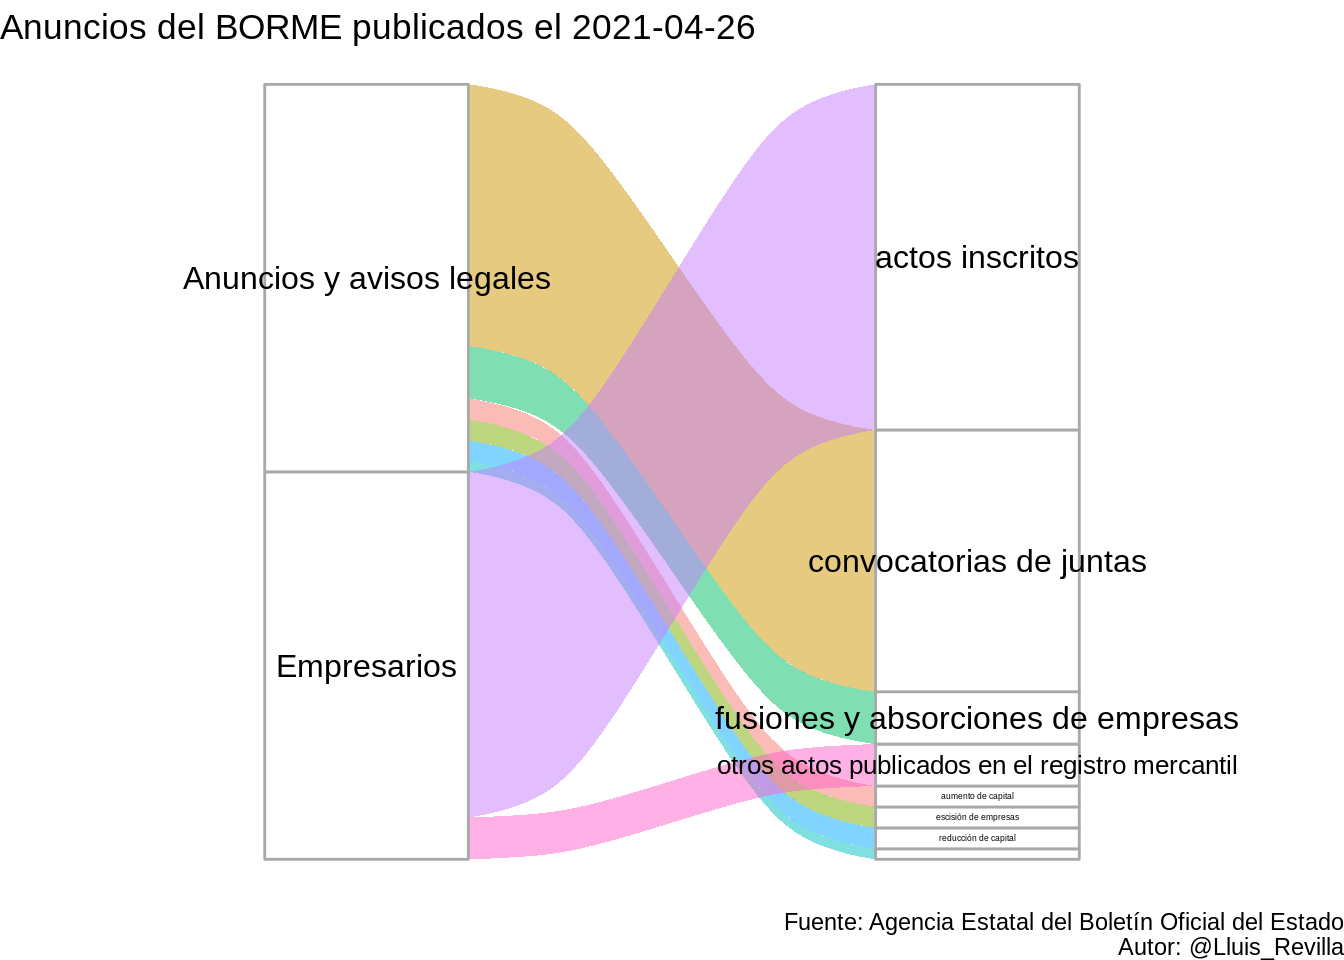 Anuncios del BORME publicados el 2021-04-26
Anuncios y avisos legales
Empresarios
actos inscritos
convocatorias de juntas
fusiones y absorciones de empresas
otros actos publicados en el registro mercantil
aumento de capital
escisión de empresas
reducción de capital
Fuente: Agencia Estatal del Boletín Oficial del Estado
Autor: @Lluis_Revilla